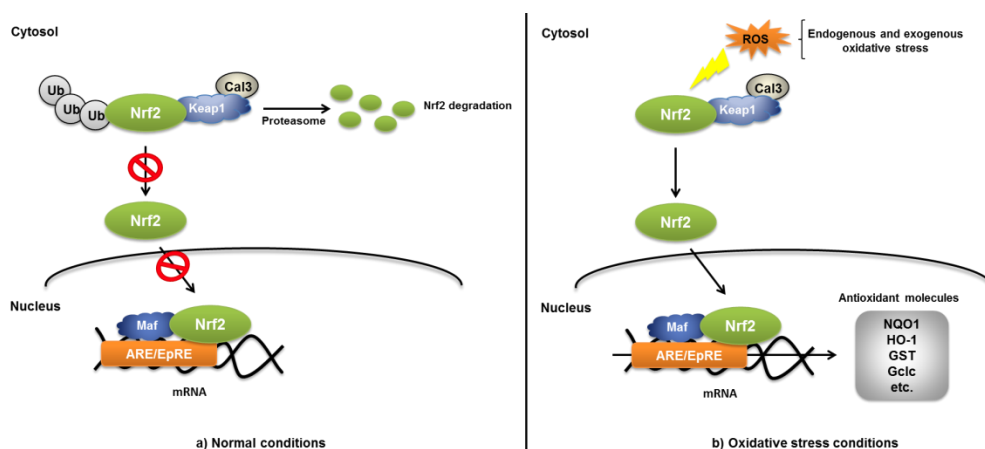 Cytosol
Ub
Ub
Ub
Nrf2
Keap1
Cal3
Proteasome
Nrf2 degradation
Nrf2
Nucleus
Maf
Nrf2
ARE/EpRE
mRNA
a) Normal conditions
Cytosol
ROS
Endogenous and exogenous
oxidative stress
Cal3
Nrf2
Keap1
Nrf2
Nucleus
Maf
Nrf2
ARE/EpRE
mRNA
Antioxidant molecules
NQO1
HO-1
GST
Gclc
etc.
b) Oxidative stress conditions